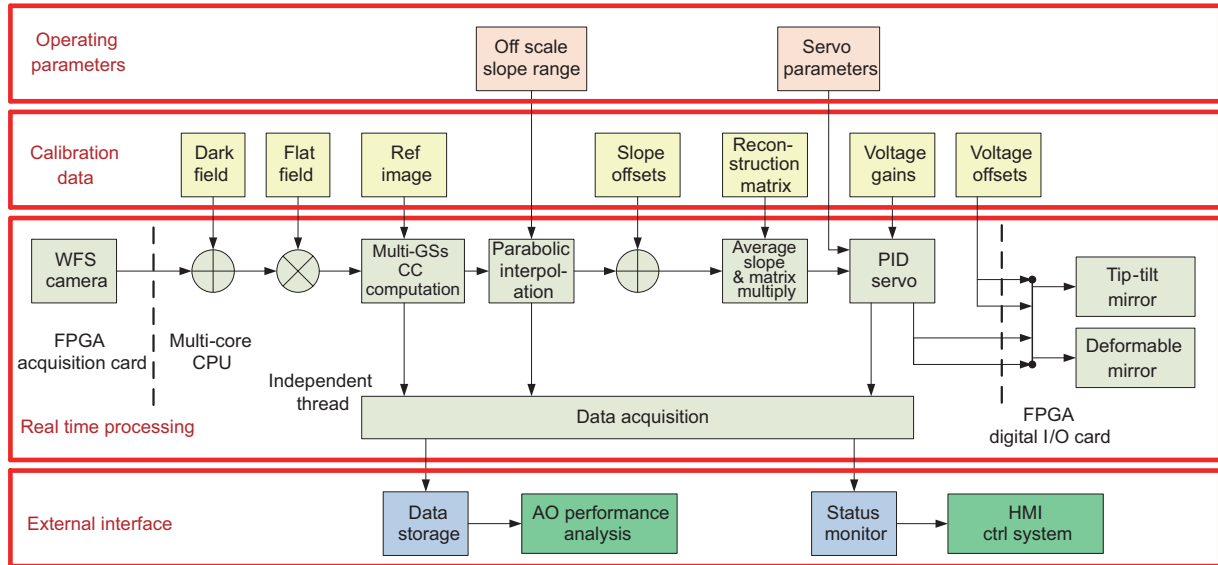 Operating
parameters
Off scale
slope range
Servo
parameters
Calibration
data
Dark
field
Flat
field
Ref
image
Slope
offsets
Recon-
struction
matrix
Voltage
gains
Voltage
offsets
WFS
camera
Multi-GSs
CC
computation
Parabolic
interpol-
ation
Average
slope
& matrix
multiply
PID
servo
Tip-tilt
mirror
Deformable
mirror
FPGA
acquisition card
Multi-core
CPU
Independent
thread
Data acquisition
FPGA
digital I/O card
Real time processing
External interface
Data
storage
AO performance
analysis
Status
monitor
HMI
ctrl system